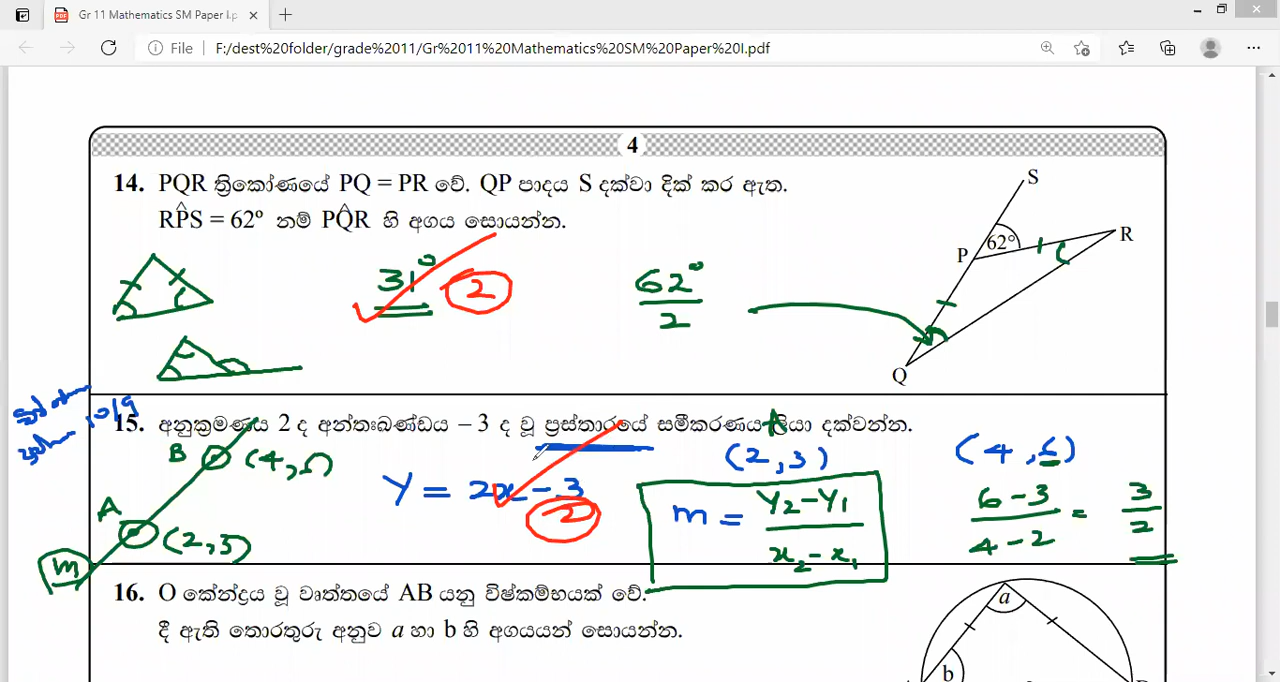 Gr 11 Mathematics SM Paper I.p
File F:/dest%20folder/grade%2011/Gr%2011%20Mathematics%20SM%20Paper%20I.pdf
4
14. PQR ත්‍රිකෝණයේ PQ = PR වේ. QP පාදය S දක්වා දික් කර ඇත.
RP̂S = 62° නම් PQ̂R හි අගය සොයන්න.
S
R
P
62°
Q
31°
2
62°
2
15. අනුක්‍රමණය 2 ද අන්තඃඛණ්ඩය – 3 ද වූ ප්‍රස්තාරයේ සමීකරණය ලියා දක්වන්න.
1019
B
A
(2,3)
m
Y = 2x – 3
2
A
(2,3)
(4,6)
m = Y2 – Y1
x2 – x1
6 – 3 = 3
4 – 2 2
16. O කේන්ද්‍රය වූ වෘත්තයේ AB යනු විෂ්කම්භයක් වේ.
දී ඇති තොරතුරු අනුව a හා b හි අගයයන් සොයන්න.
a
b